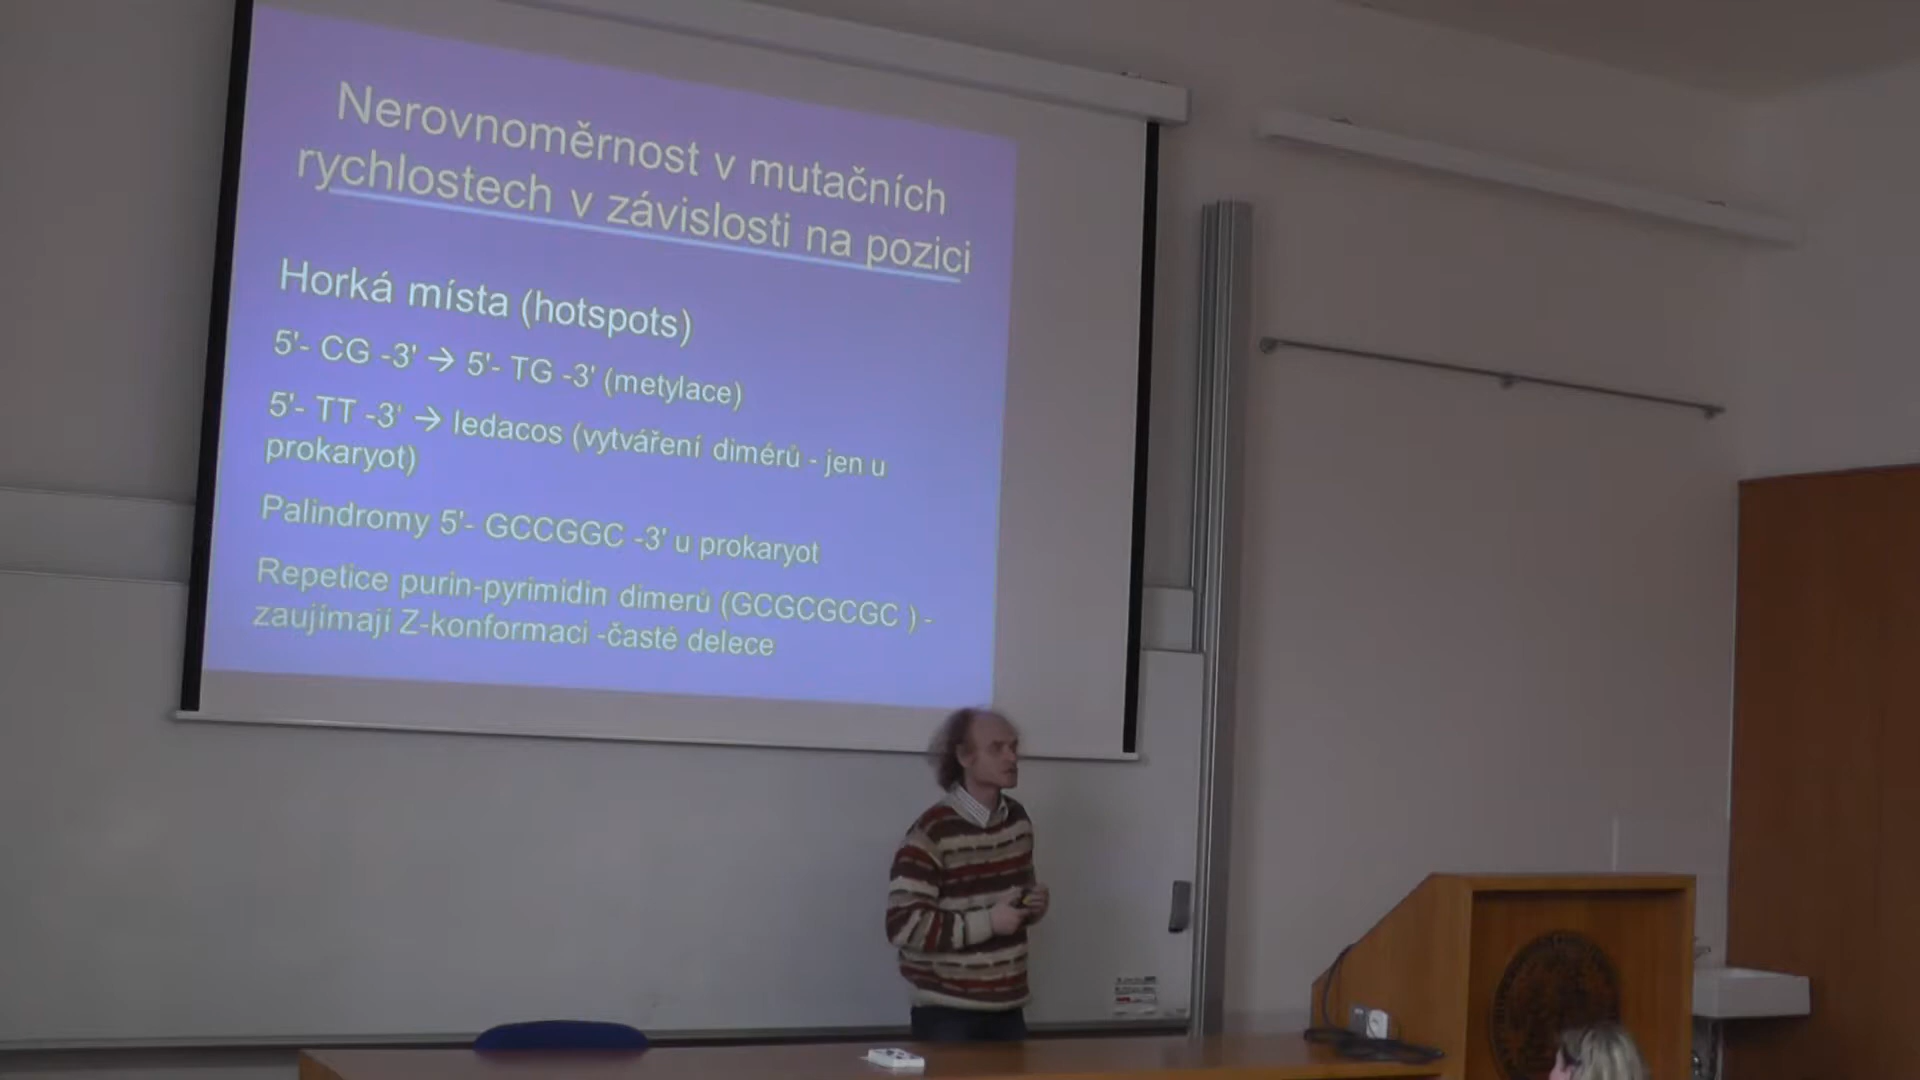 Nerovnoměrnost v mutačních
rychlostech v závislosti na pozici
Horká místa (hotspots)
5'- CG -3' → 5'- TG -3' (metylace)
5'- TT -3' → ledacos (vytváření dimérů - jen u
prokaryot)
Palindromy 5'- GCCGGC -3' u prokaryot
Repetice purin-pyrimidin dimerů (GCGCGCGC ) -
zaujímají Z-konformaci -časté delece